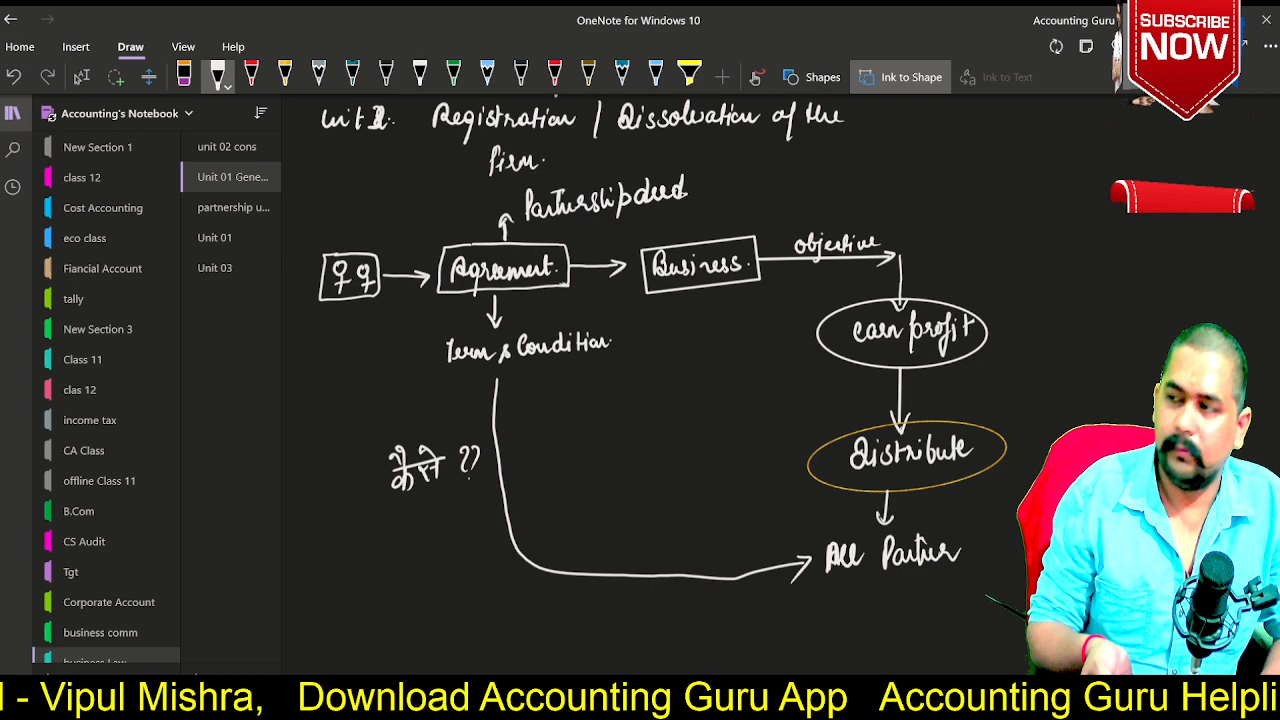 OneNote for Windows 10
Accounting Guru
SUBSCRIBE
NOW
Home Insert Draw View Help
Shapes Ink to Shape Ink to Text
Accounting's Notebook
New Section 1
class 12
Cost Accounting
eco class
Fiancial Account
tally
New Section 3
Class 11
clas 12
income tax
CA Class
offline Class 11
B.Com
CS Audit
Tgt
Corporate Account
business comm
business Law
unit 02 cons
Unit 01 Gene...
partnership u...
Unit 01
Unit 03
Registration / Dissolvation of the
firm.
Partnership deed
Agreement. Business. objective
Term & Condition
earn profit
Distribute
??
All Partner
- Vipul Mishra, Download Accounting Guru App Accounting Guru Helpli